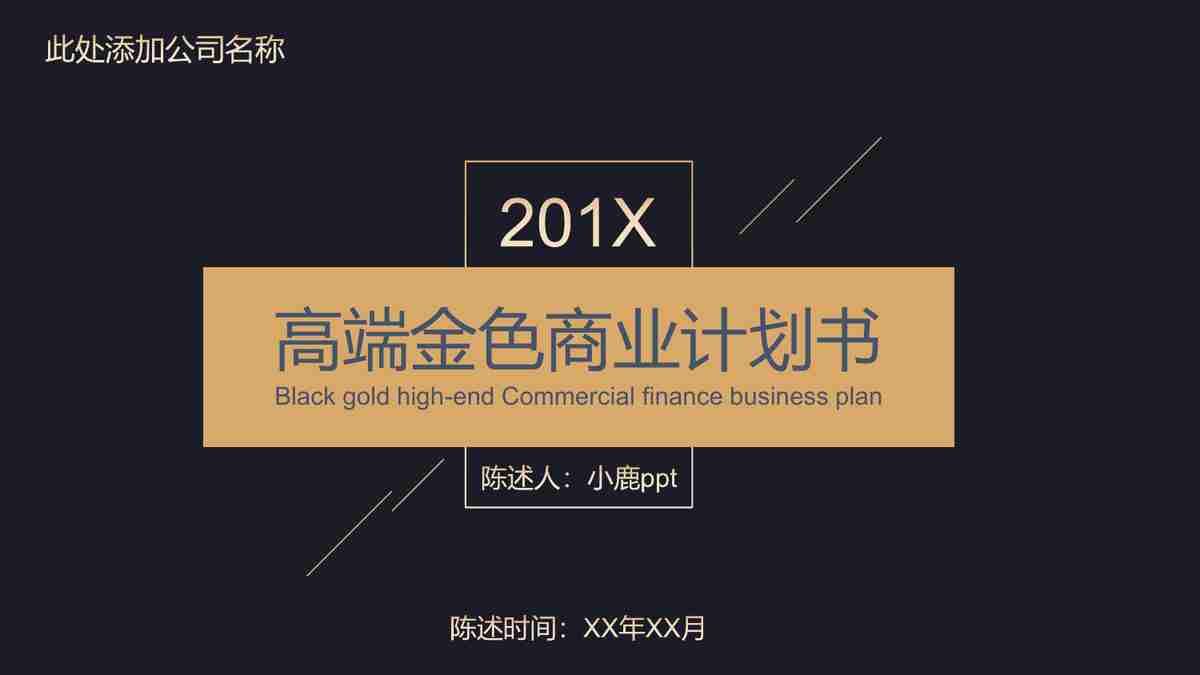 此处添加公司名称
201X
高端金色商业计划书
Black gold high-end Commercial finance business plan
陈述人：小鹿ppt
陈述时间：XX年XX月